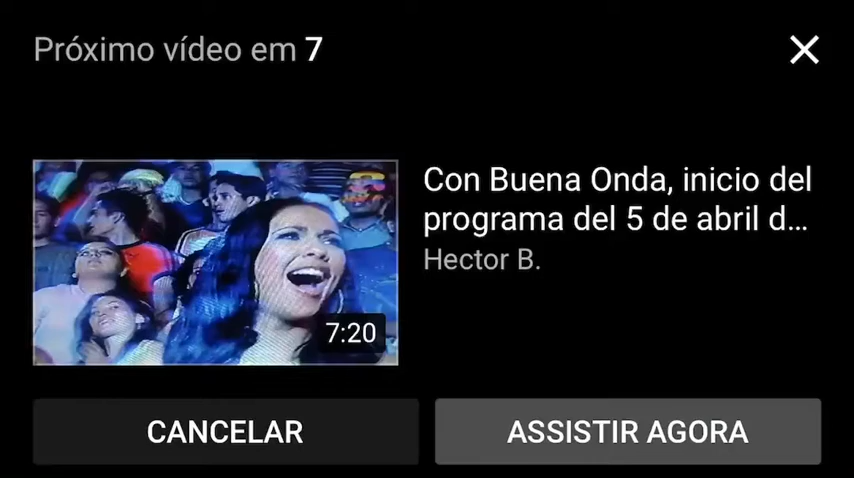 Próximo vídeo em 7
Con Buena Onda, inicio del
programa del 5 de abril d...
Hector B.
7:20
CANCELAR
ASSISTIR AGORA